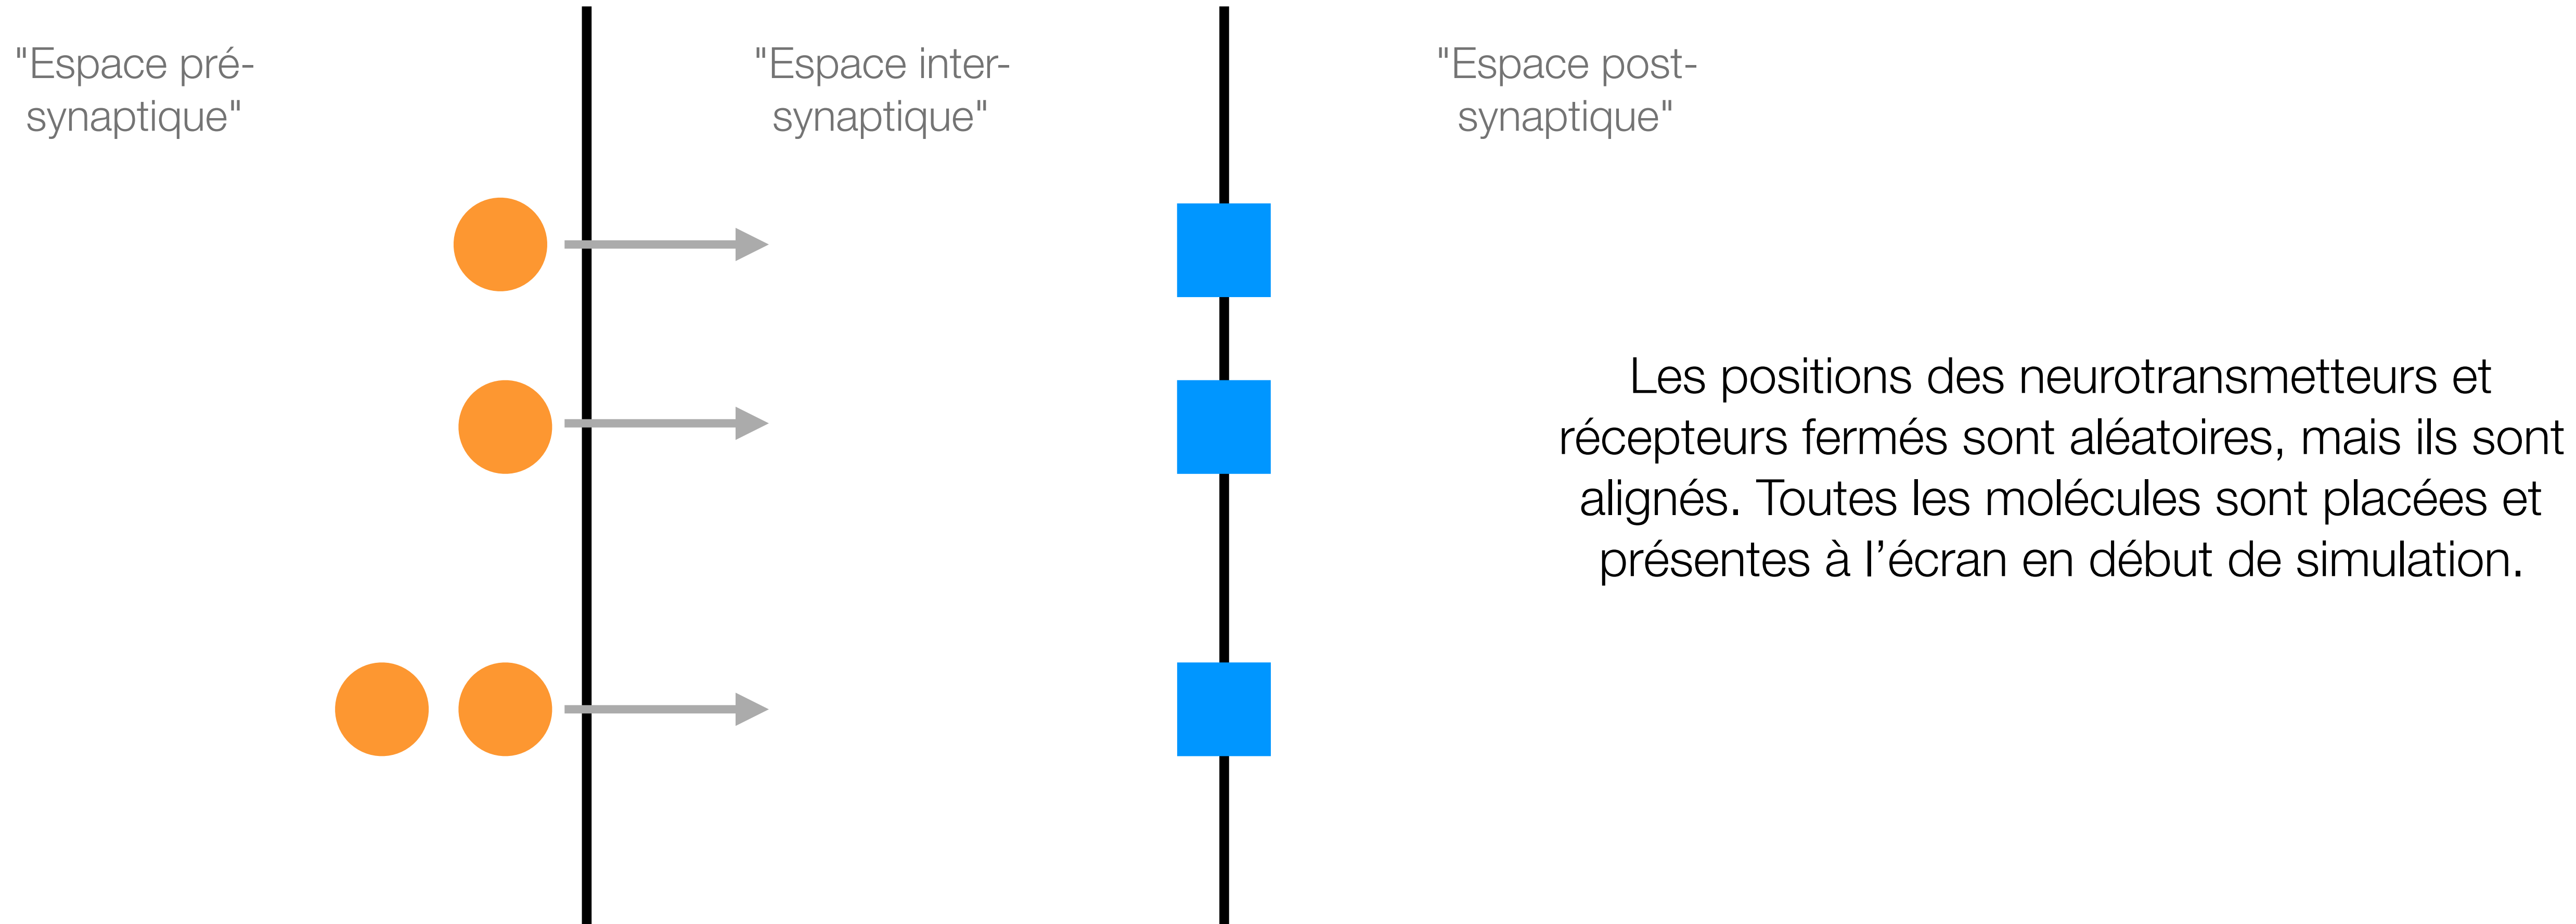 "Espace pré-
synaptique"
"Espace inter-
synaptique"
"Espace post-
synaptique"
Les positions des neurotransmetteurs et
récepteurs fermés sont aléatoires, mais ils sont
alignés. Toutes les molécules sont placées et
présentes à l’écran en début de simulation.